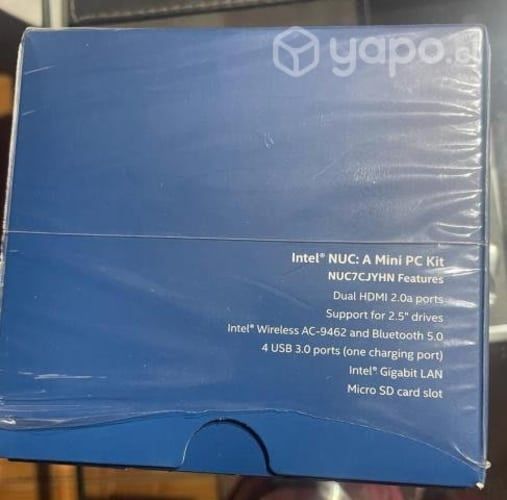 yapo.cl
Intel® NUC: A Mini PC Kit
NUC7CJYHN Features
Dual HDMI 2.0a ports
Support for 2.5" drives
Intel® Wireless AC-9462 and Bluetooth 5.0
4 USB 3.0 ports (one charging port)
Intel® Gigabit LAN
Micro SD card slot